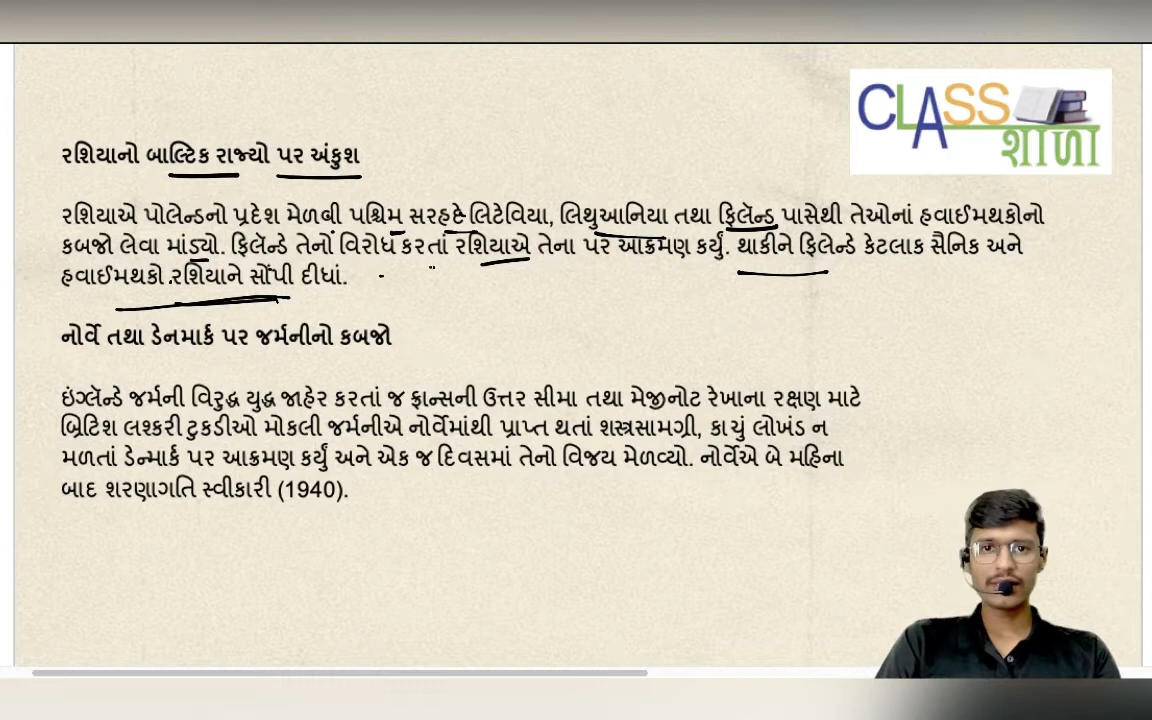 CLASS
શાળા
રશિયાનો બાલ્ટિક રાજ્યો પર અંકુશ
રશિયાએ પોલેન્ડનો પ્રદેશ મેળબી પશ્ચિમ સરહદે લિટેવિયા, લિથુઆનિયા તથા ફિલૅન્ડ પાસેથી તેઓનાં હવાઈમથકોનો
કબજો લેવા માંડ્યો. ફિલૅન્ડે તેનો વિરોધ કરતાં રશિયાએ તેના પર આક્રમણ કર્યું. થાકીને ફિલેન્ડે કેટલાક સૈનિક અને
હવાઈમથકો રશિયાને સોંપી દીધાં.
નોર્વે તથા ડેનમાર્ક પર જર્મનીનો કબજો
ઇંગ્લૅન્ડે જર્મની વિરુદ્ધ યુદ્ધ જાહેર કરતાં જ ફ્રાન્સની ઉત્તર સીમા તથા મેજીનોટ રેખાના રક્ષણ માટે
બ્રિટિશ લશ્કરી ટુકડીઓ મોકલી જર્મનીએ નોર્વેમાંથી પ્રાપ્ત થતાં શસ્ત્રસામગ્રી, કાચું લોખંડ ન
મળતાં ડેન્માર્ક પર આક્રમણ કર્યું અને એક જ દિવસમાં તેનો વિજય મેળવ્યો. નોર્વેએ બે મહિના
બાદ શરણાગતિ સ્વીકારી (1940).